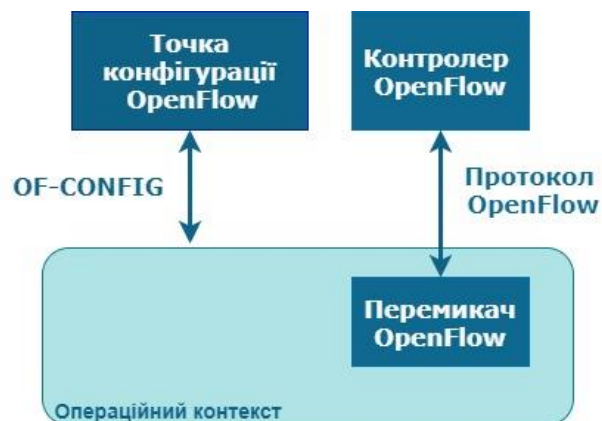 Точка
конфігурації
OpenFlow
Контролер
OpenFlow
OF-CONFIG
Протокол
OpenFlow
Перемикач
OpenFlow
Операційний контекст